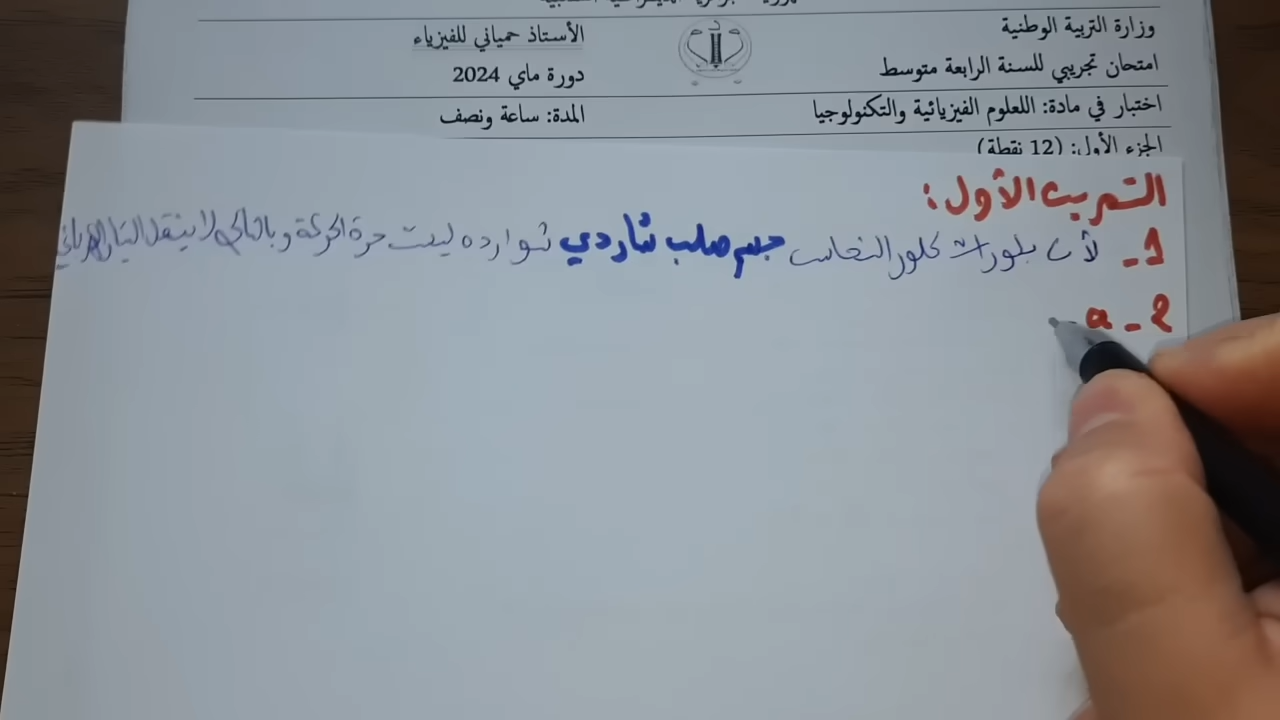 وزارة التربية الوطنية
الأستاذ حمياني للفيزياء
امتحان تجريبي للسنة الرابعة متوسط
دورة ماي 2024
اختبار في مادة: اللعلوم الفيزيائية والتكنولوجيا
المدة: ساعة ونصف
الجزء الأول: (12 نقطة)
التمرين الأول:
1- لأن بلورات كلور النحاس جسم صلب شاردي شوارده ليست حرة الحركة وبالتالي لا ينقل التيار الكهربائي
2- a-